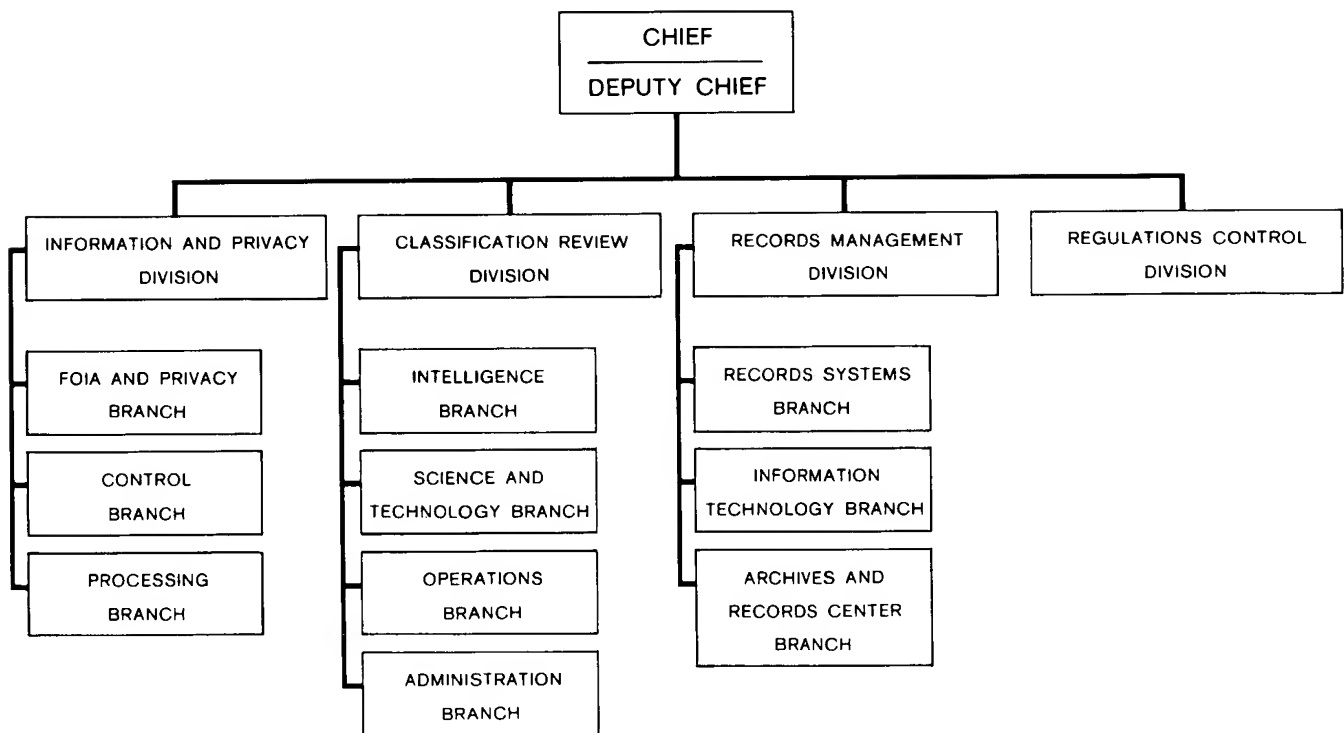 CHIEF
DEPUTY CHIEF
INFORMATION AND PRIVACY
DIVISION
FOIA AND PRIVACY
BRANCH
CONTROL
BRANCH
PROCESSING
BRANCH
CLASSIFICATION REVIEW
DIVISION
INTELLIGENCE
BRANCH
SCIENCE AND
TECHNOLOGY BRANCH
OPERATIONS
BRANCH
ADMINISTRATION
BRANCH
RECORDS MANAGEMENT
DIVISION
RECORDS SYSTEMS
BRANCH
INFORMATION
TECHNOLOGY BRANCH
ARCHIVES AND
RECORDS CENTER
BRANCH
REGULATIONS CONTROL
DIVISION